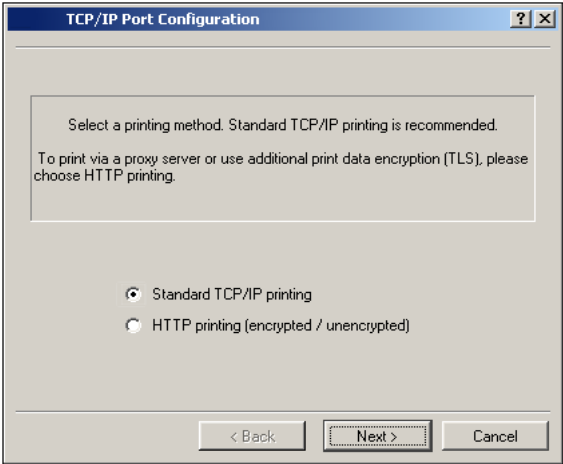 TCP/IP Port Configuration
Select a printing method. Standard TCP/IP printing is recommended.
To print via a proxy server or use additional print data encryption (TLS), please
choose HTTP printing.
Standard TCP/IP printing
HTTP printing (encrypted / unencrypted)
< Back
Next >
Cancel